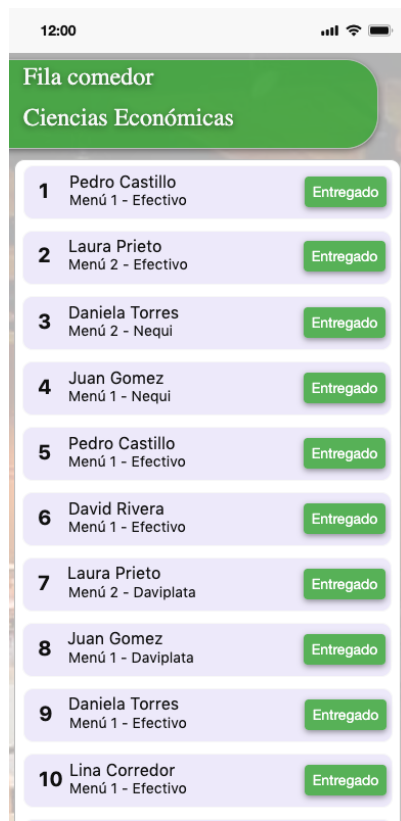 12:00
Fila comedor
Ciencias Económicas
1 Pedro Castillo
Menú 1 - Efectivo
Entregado
2 Laura Prieto
Menú 2 - Efectivo
Entregado
3 Daniela Torres
Menú 2 - Nequi
Entregado
4 Juan Gomez
Menú 1 - Nequi
Entregado
5 Pedro Castillo
Menú 1 - Efectivo
Entregado
6 David Rivera
Menú 1 - Efectivo
Entregado
7 Laura Prieto
Menú 2 - Daviplata
Entregado
8 Juan Gomez
Menú 1 - Daviplata
Entregado
9 Daniela Torres
Menú 1 - Efectivo
Entregado
10 Lina Corredor
Menú 1 - Efectivo
Entregado